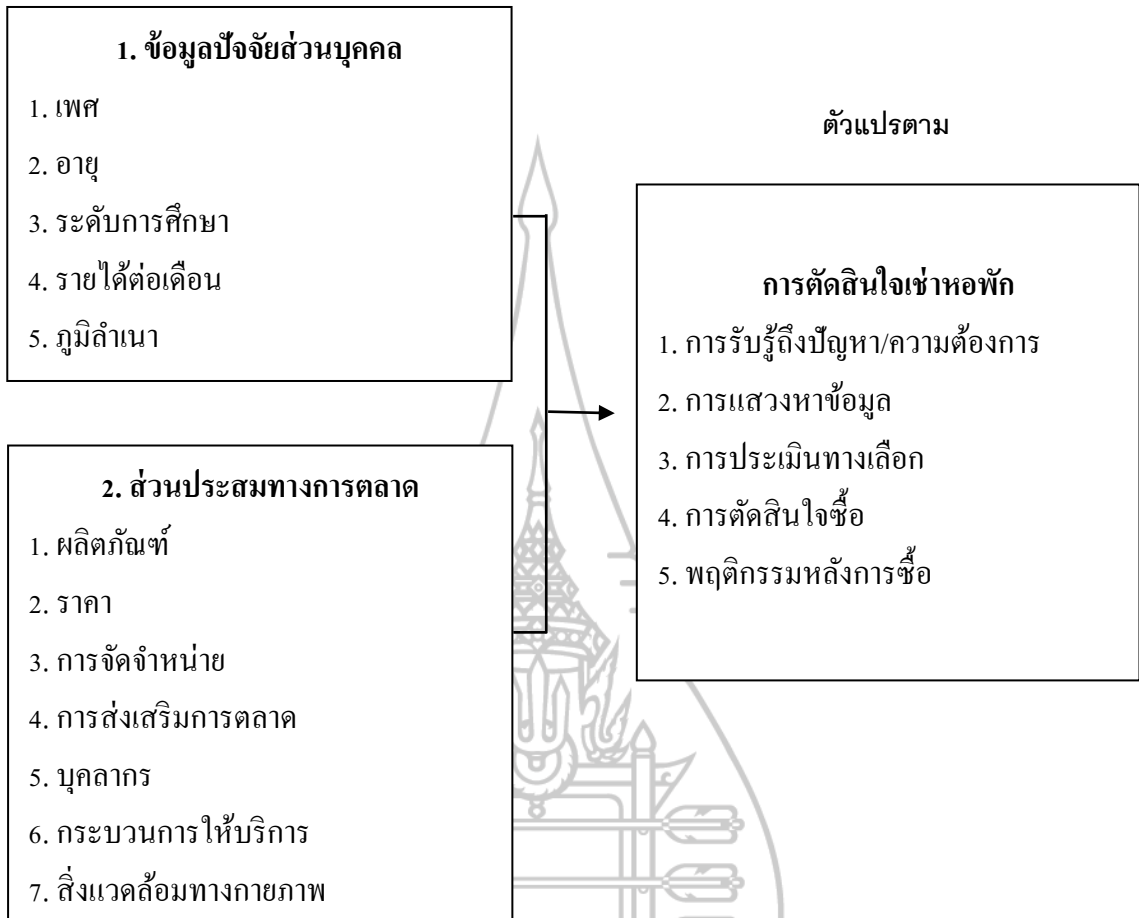 1. ข้อมูลปัจจัยส่วนบุคคล
1. เพศ
2. อายุ
3. ระดับการศึกษา
4. รายได้ต่อเดือน
5. ภูมิลำเนา
2. ส่วนประสมทางการตลาด
1. ผลิตภัณฑ์
2. ราคา
3. การจัดจำหน่าย
4. การส่งเสริมการตลาด
5. บุคลากร
6. กระบวนการให้บริการ
7. สิ่งแวดล้อมทางกายภาพ
ตัวแปรตาม
การตัดสินใจเช่าหอพัก
1. การรับรู้ถึงปัญหา/ความต้องการ
2. การแสวงหาข้อมูล
3. การประเมินทางเลือก
4. การตัดสินใจซื้อ
5. พฤติกรรมหลังการซื้อ